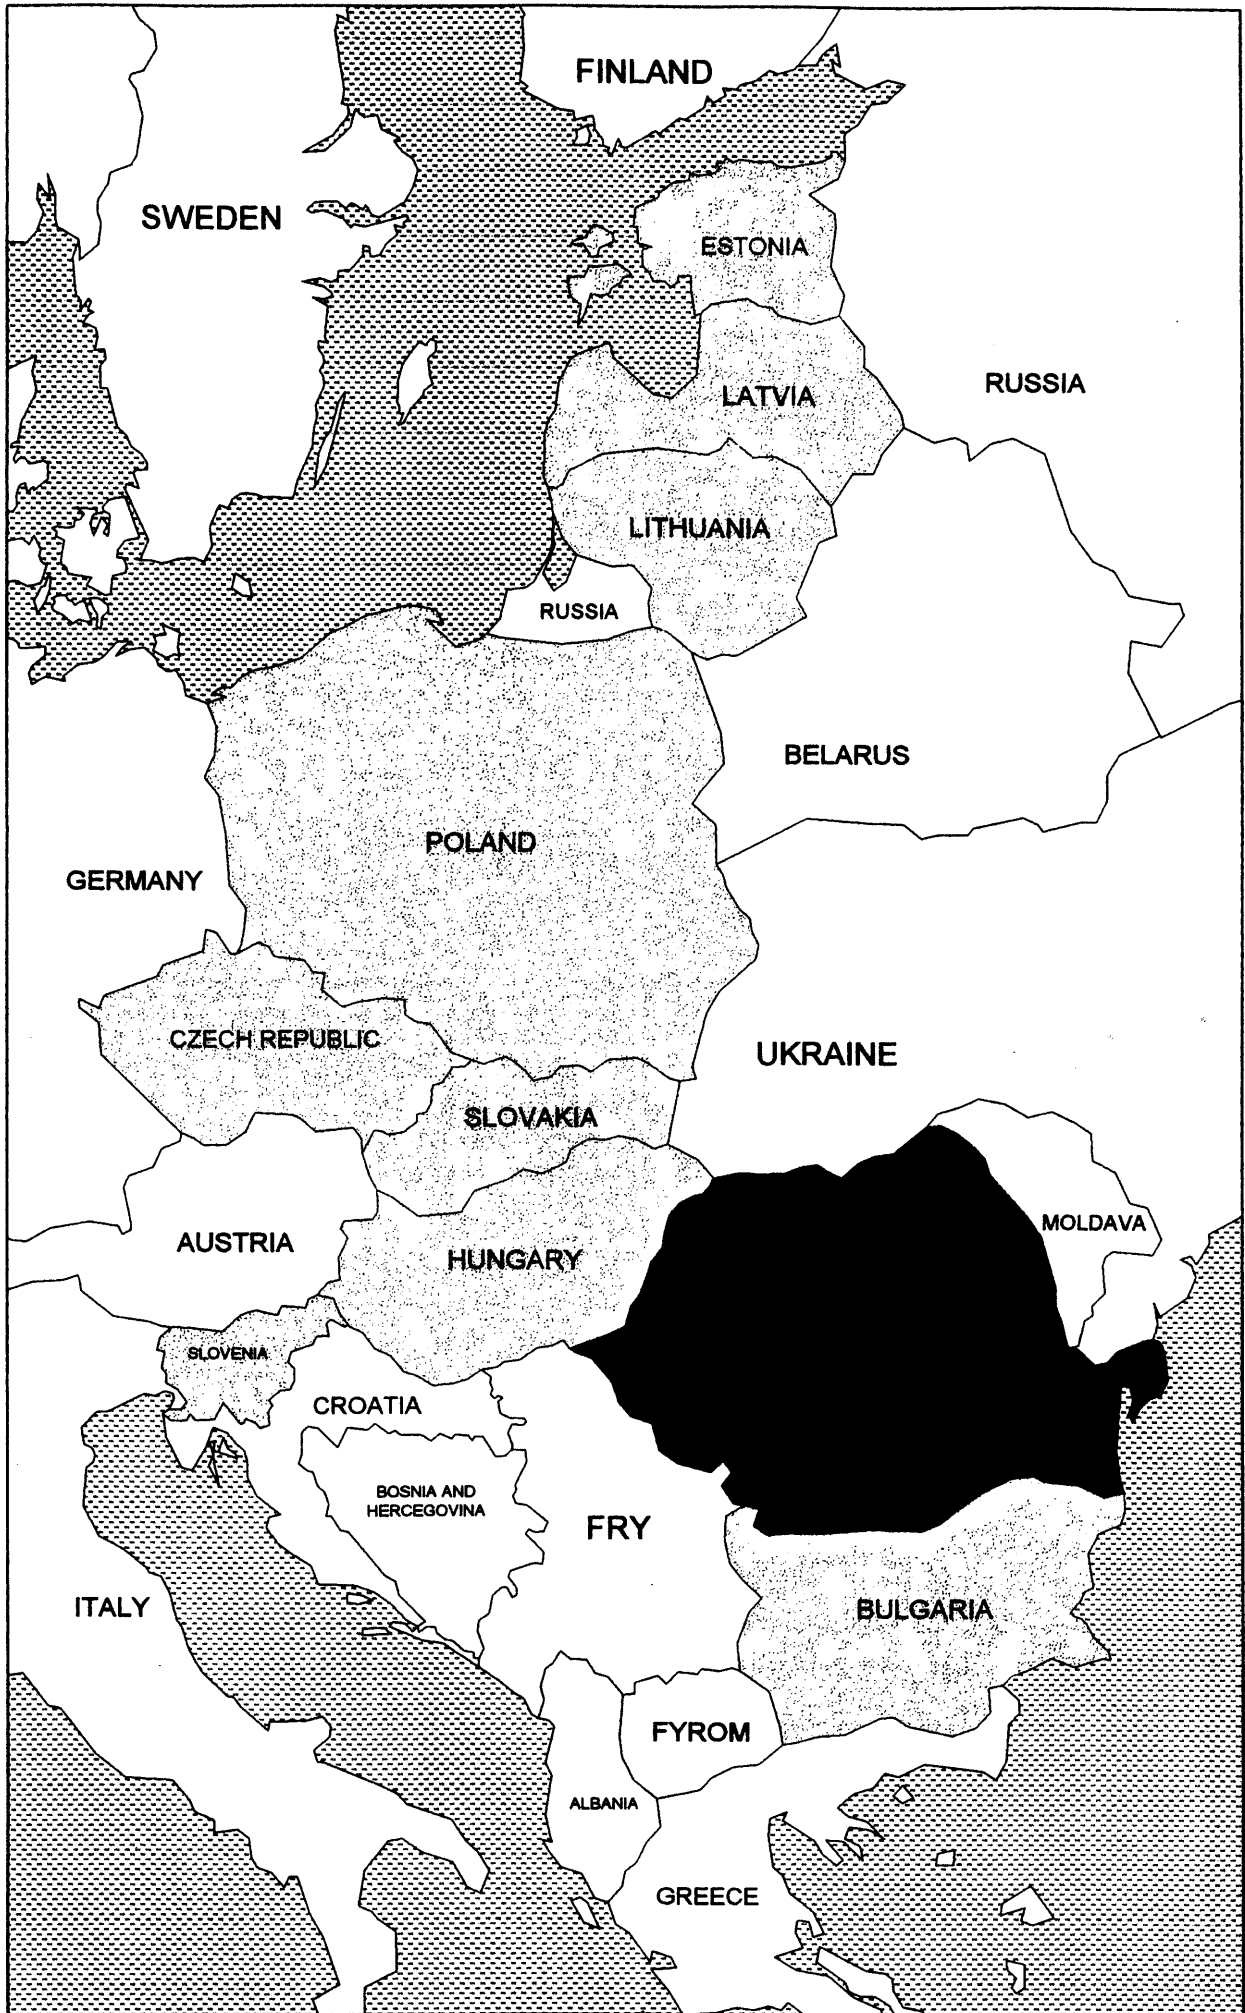 FINLAND
SWEDEN
ESTONIA
RUSSIA
LATVIA
LITHUANIA
RUSSIA
BELARUS
POLAND
GERMANY
CZECH REPUBLIC
UKRAINE
SLOVAKIA
MOLDAVA
AUSTRIA
HUNGARY
SLOVENIA
CROATIA
BOSNIA AND
HERCEGOVINA
FRY
ITALY
BULGARIA
FYROM
ALBANIA
GREECE